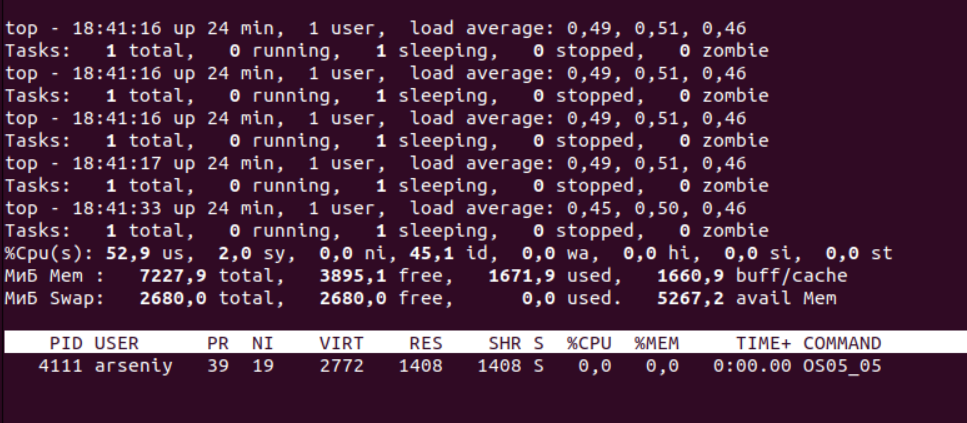 top - 18:41:16 up 24 min,  1 user,  load average: 0,49, 0,51, 0,46
Tasks:   1 total,   0 running,   1 sleeping,   0 stopped,   0 zombie
top - 18:41:16 up 24 min,  1 user,  load average: 0,49, 0,51, 0,46
Tasks:   1 total,   0 running,   1 sleeping,   0 stopped,   0 zombie
top - 18:41:16 up 24 min,  1 user,  load average: 0,49, 0,51, 0,46
Tasks:   1 total,   0 running,   1 sleeping,   0 stopped,   0 zombie
top - 18:41:17 up 24 min,  1 user,  load average: 0,49, 0,51, 0,46
Tasks:   1 total,   0 running,   1 sleeping,   0 stopped,   0 zombie
top - 18:41:33 up 24 min,  1 user,  load average: 0,45, 0,50, 0,46
Tasks:   1 total,   0 running,   1 sleeping,   0 stopped,   0 zombie
%Cpu(s): 52,9 us,  2,0 sy,  0,0 ni, 45,1 id,  0,0 wa,  0,0 hi,  0,0 si,  0,0 st
МиБ Mem :   7227,9 total,   3895,1 free,   1671,9 used,   1660,9 buff/cache
МиБ Swap:   2680,0 total,   2680,0 free,      0,0 used.   5267,2 avail Mem
PID USER      PR  NI    VIRT    RES    SHR S  %CPU  %MEM     TIME+ COMMAND
4111 arseniy   39  19    2772   1408   1408 S   0,0   0,0   0:00.00 OS05_05